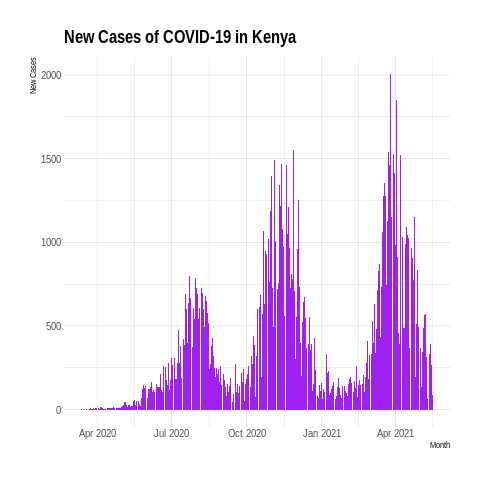 New Cases of COVID-19 in Kenya
New Cases
2000
1500
1000
500
0
Apr 2020
Jul 2020
Oct 2020
Jan 2021
Apr 2021
Month